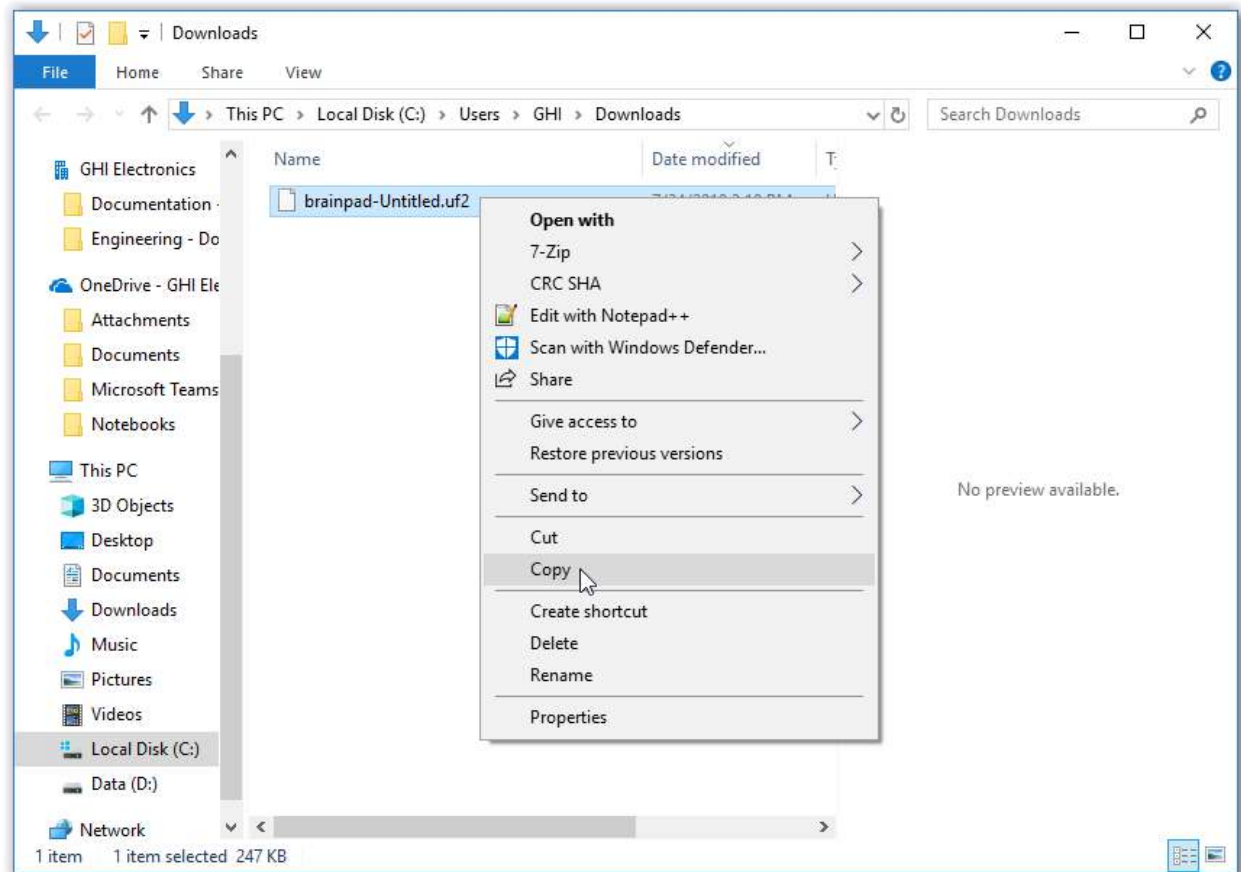 Downloads
File Home Share View
This PC > Local Disk (C:) > Users > GHI > Downloads
Search Downloads
GHI Electronics
Documentation -
Engineering - Do
OneDrive - GHI Ele
Attachments
Documents
Microsoft Teams
Notebooks
This PC
3D Objects
Desktop
Documents
Downloads
Music
Pictures
Videos
Local Disk (C:)
Data (D:)
Network
Name Date modified
brainpad-Untitled.uf2
Open with
7-Zip
CRC SHA
Edit with Notepad++
Scan with Windows Defender...
Share
Give access to
Restore previous versions
Send to
Cut
Copy
Create shortcut
Delete
Rename
Properties
No preview available.
1 item 1 item selected 247 KB